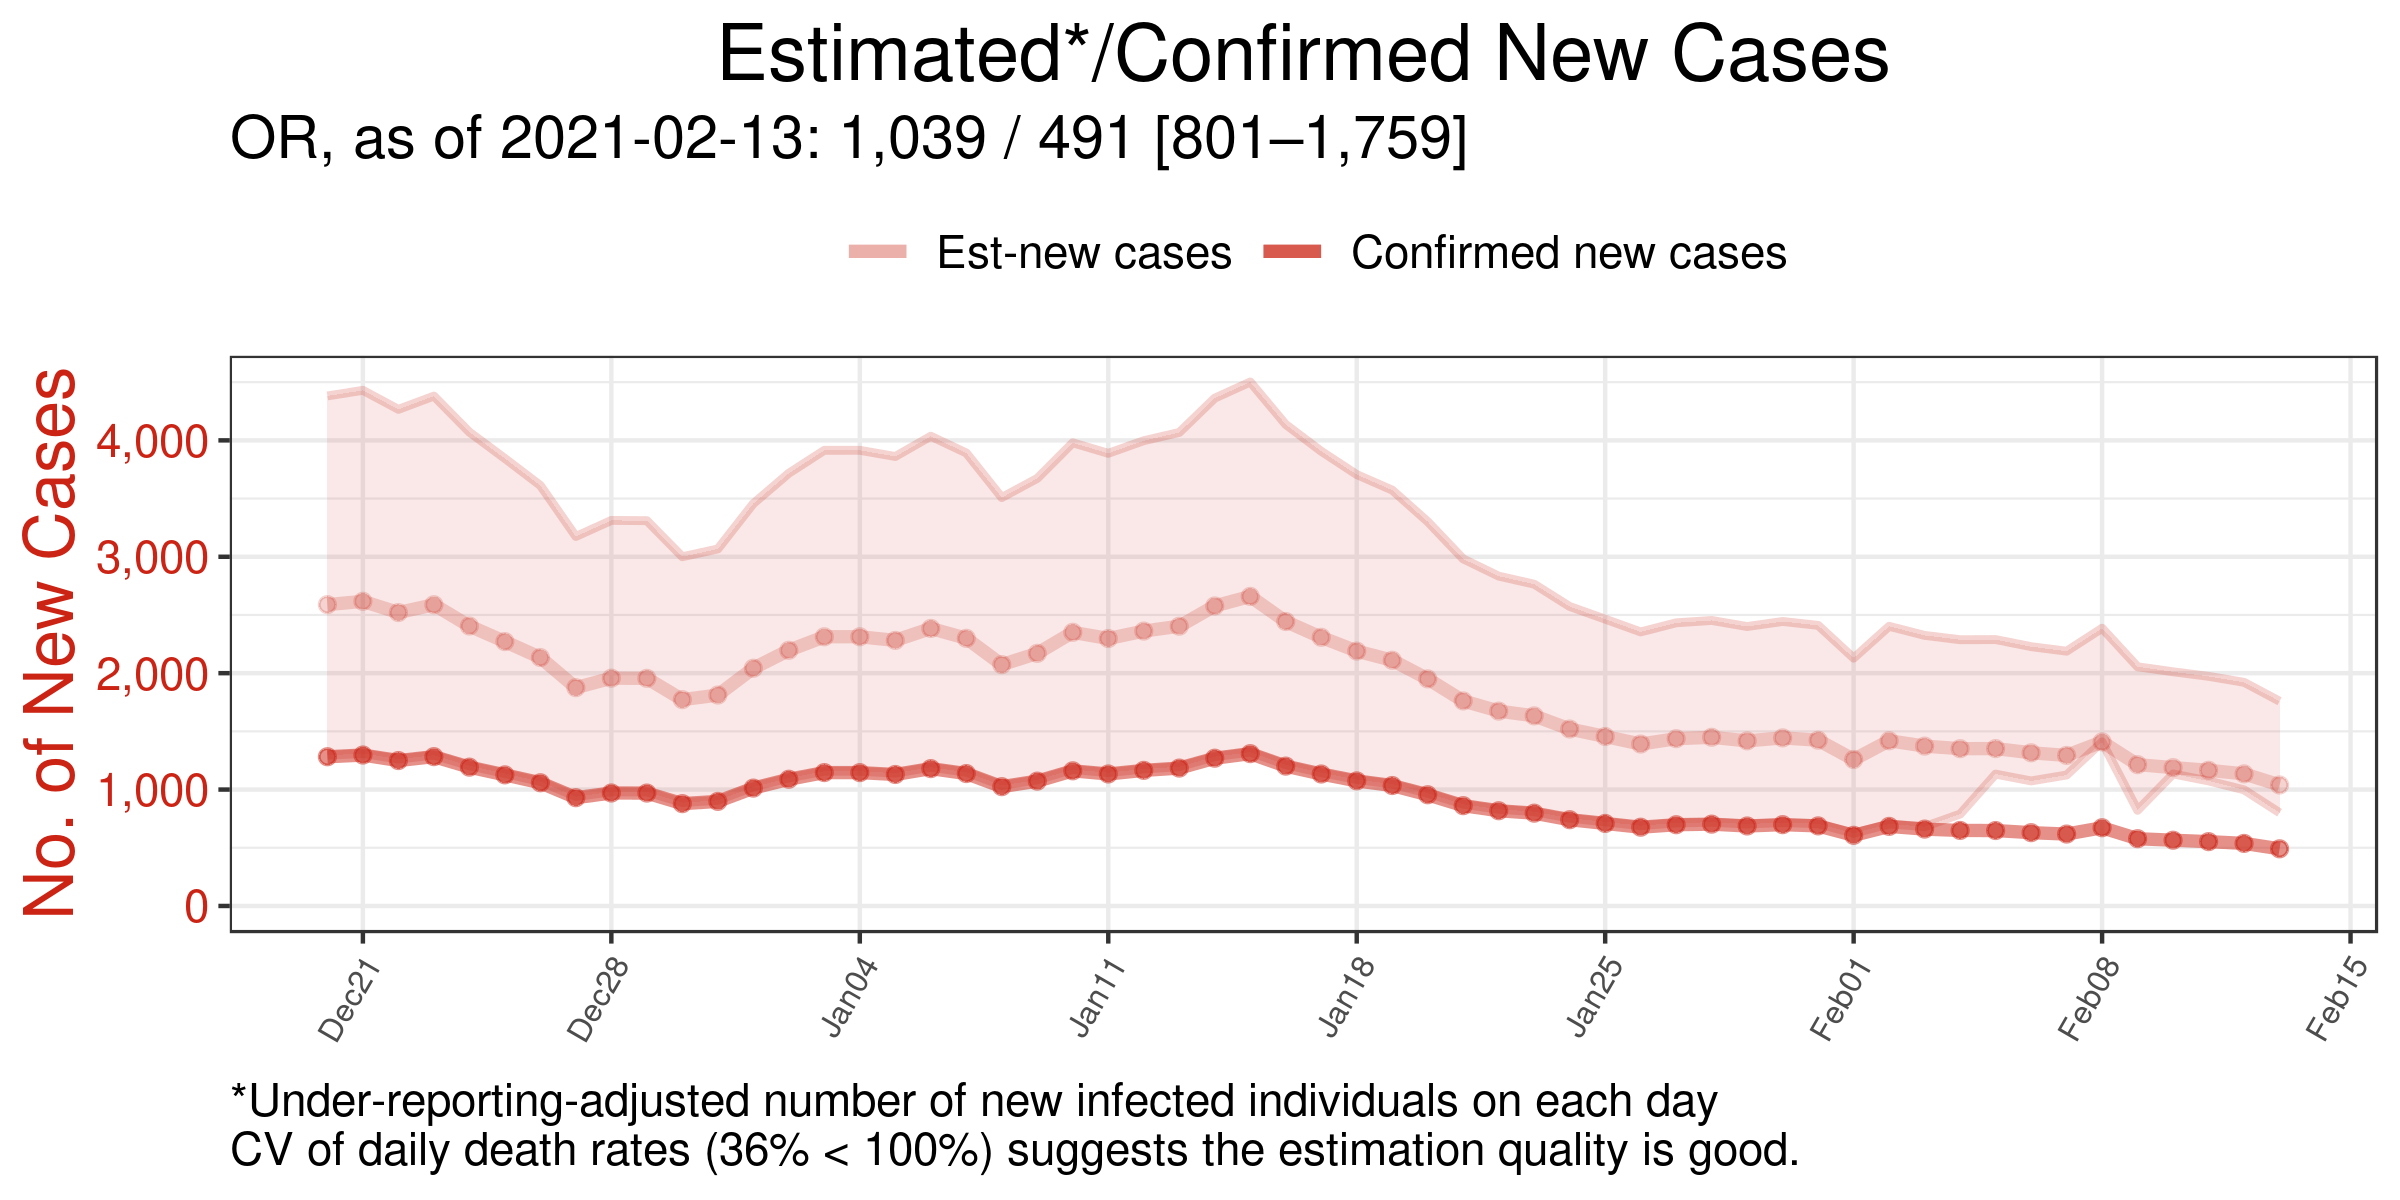 Estimated*/Confirmed New Cases
OR, as of 2021-02-13: 1,039 / 491 [801–1,759]
Est-new cases
Confirmed new cases
No. of New Cases
4,000
3,000
2,000
1,000
0
Dec21
Dec28
Jan04
Jan11
Jan18
Jan25
Feb01
Feb08
Feb15
*Under-reporting-adjusted number of new infected individuals on each day
CV of daily death rates (36% < 100%) suggests the estimation quality is good.